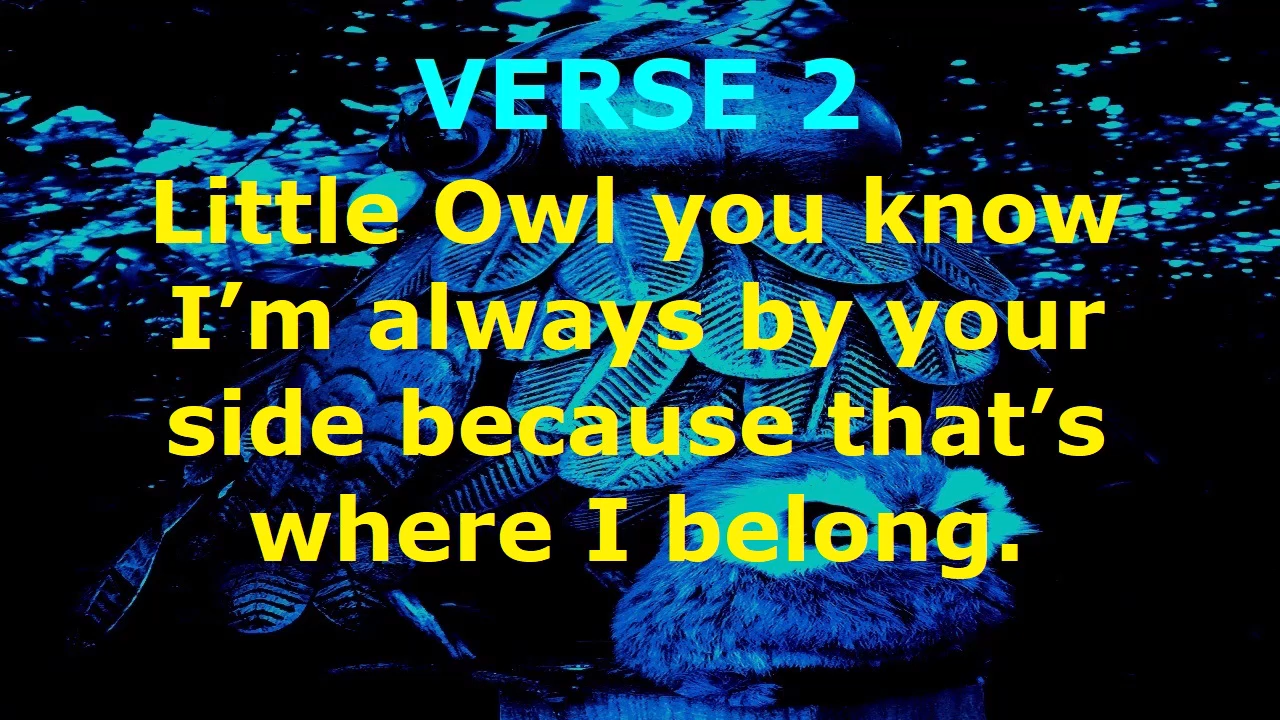 VERSE 2
Little Owl you know
I’m always by your
side because that’s
where I belong.